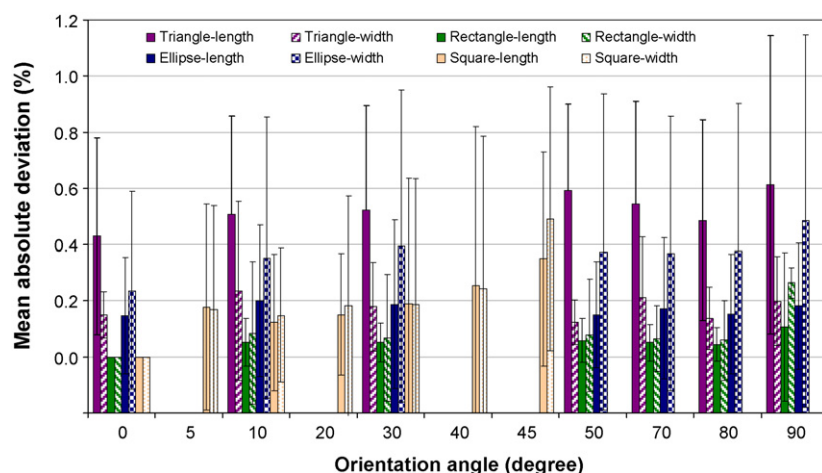 1.2
Triangle-length Triangle-width Rectangle-length Rectangle-width
Ellipse-length Ellipse-width Square-length Square-width
1.0
0.8
0.6
0.4
0.2
0.0
Mean absolute deviation (%)
0 5 10 20 30 40 45 50 70 80 90
Orientation angle (degree)